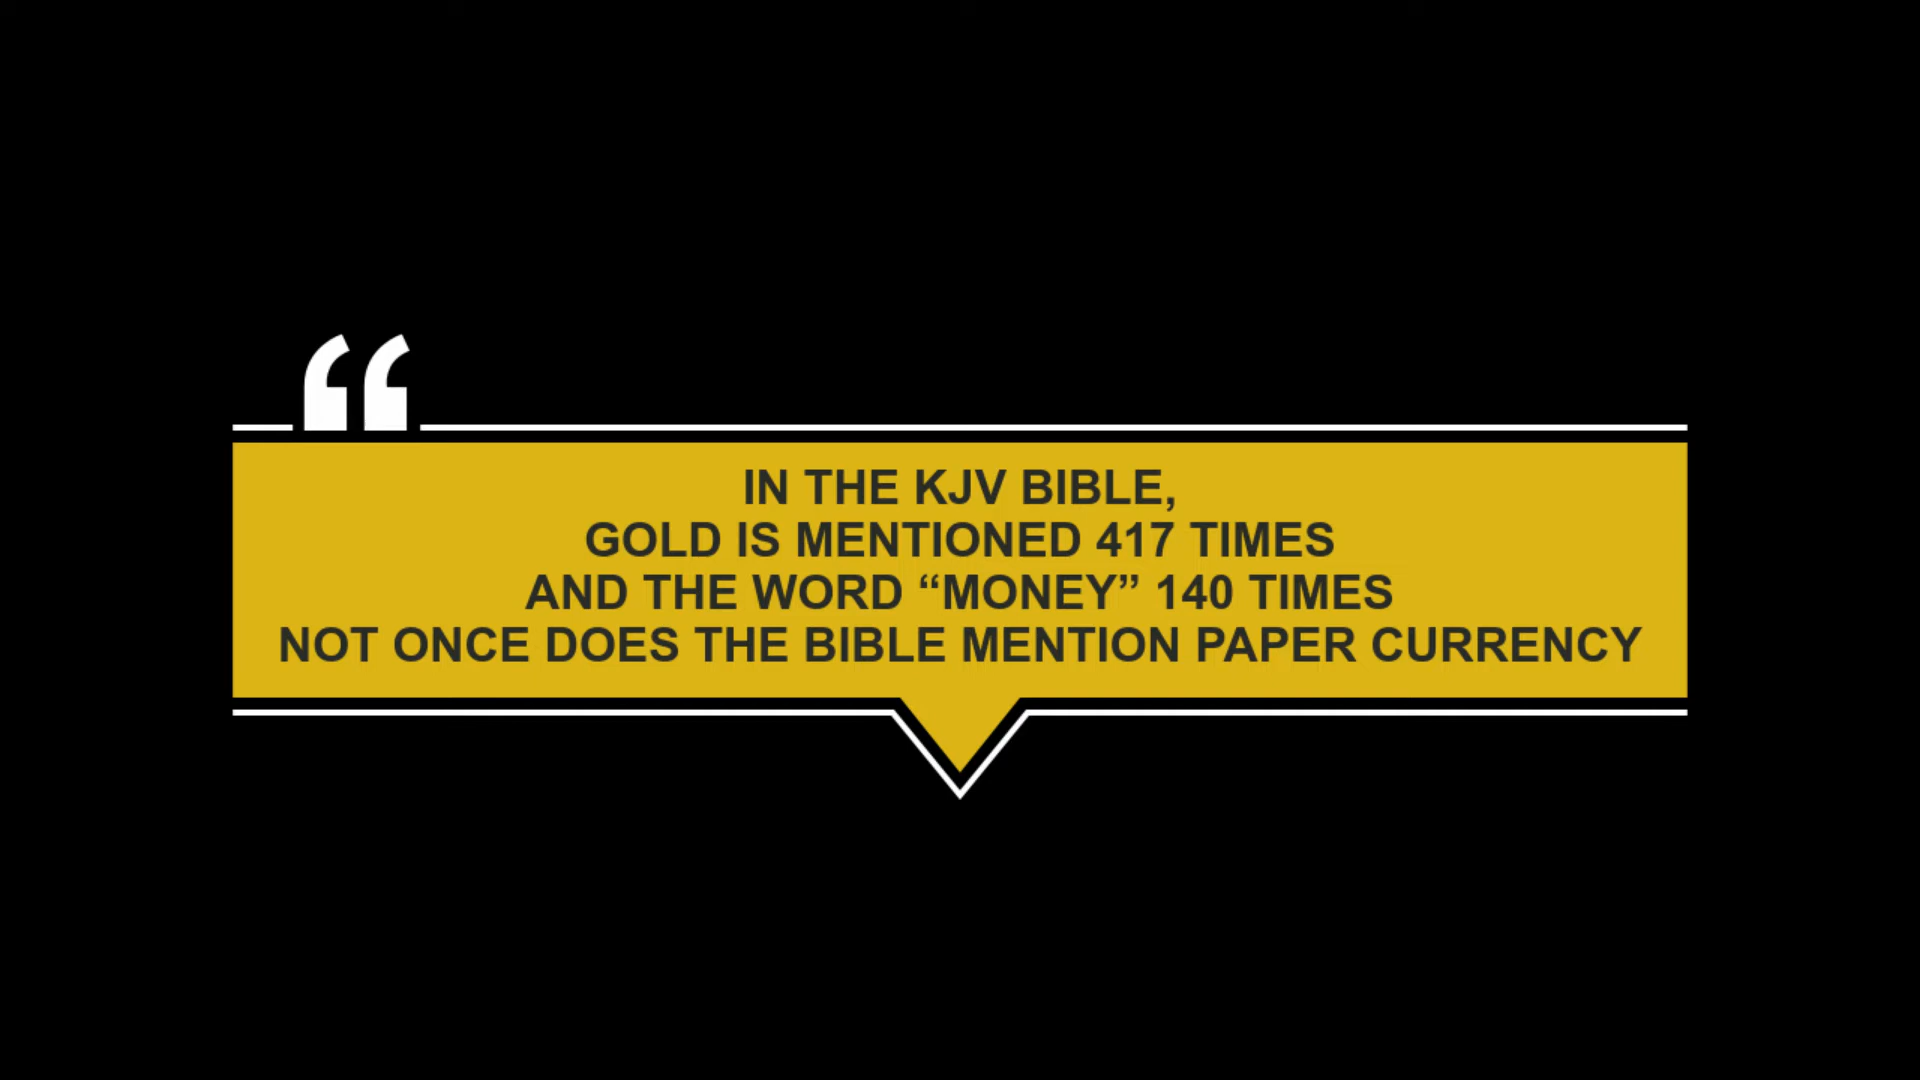 IN THE KJV BIBLE,
GOLD IS MENTIONED 417 TIMES
AND THE WORD “MONEY” 140 TIMES
NOT ONCE DOES THE BIBLE MENTION PAPER CURRENCY